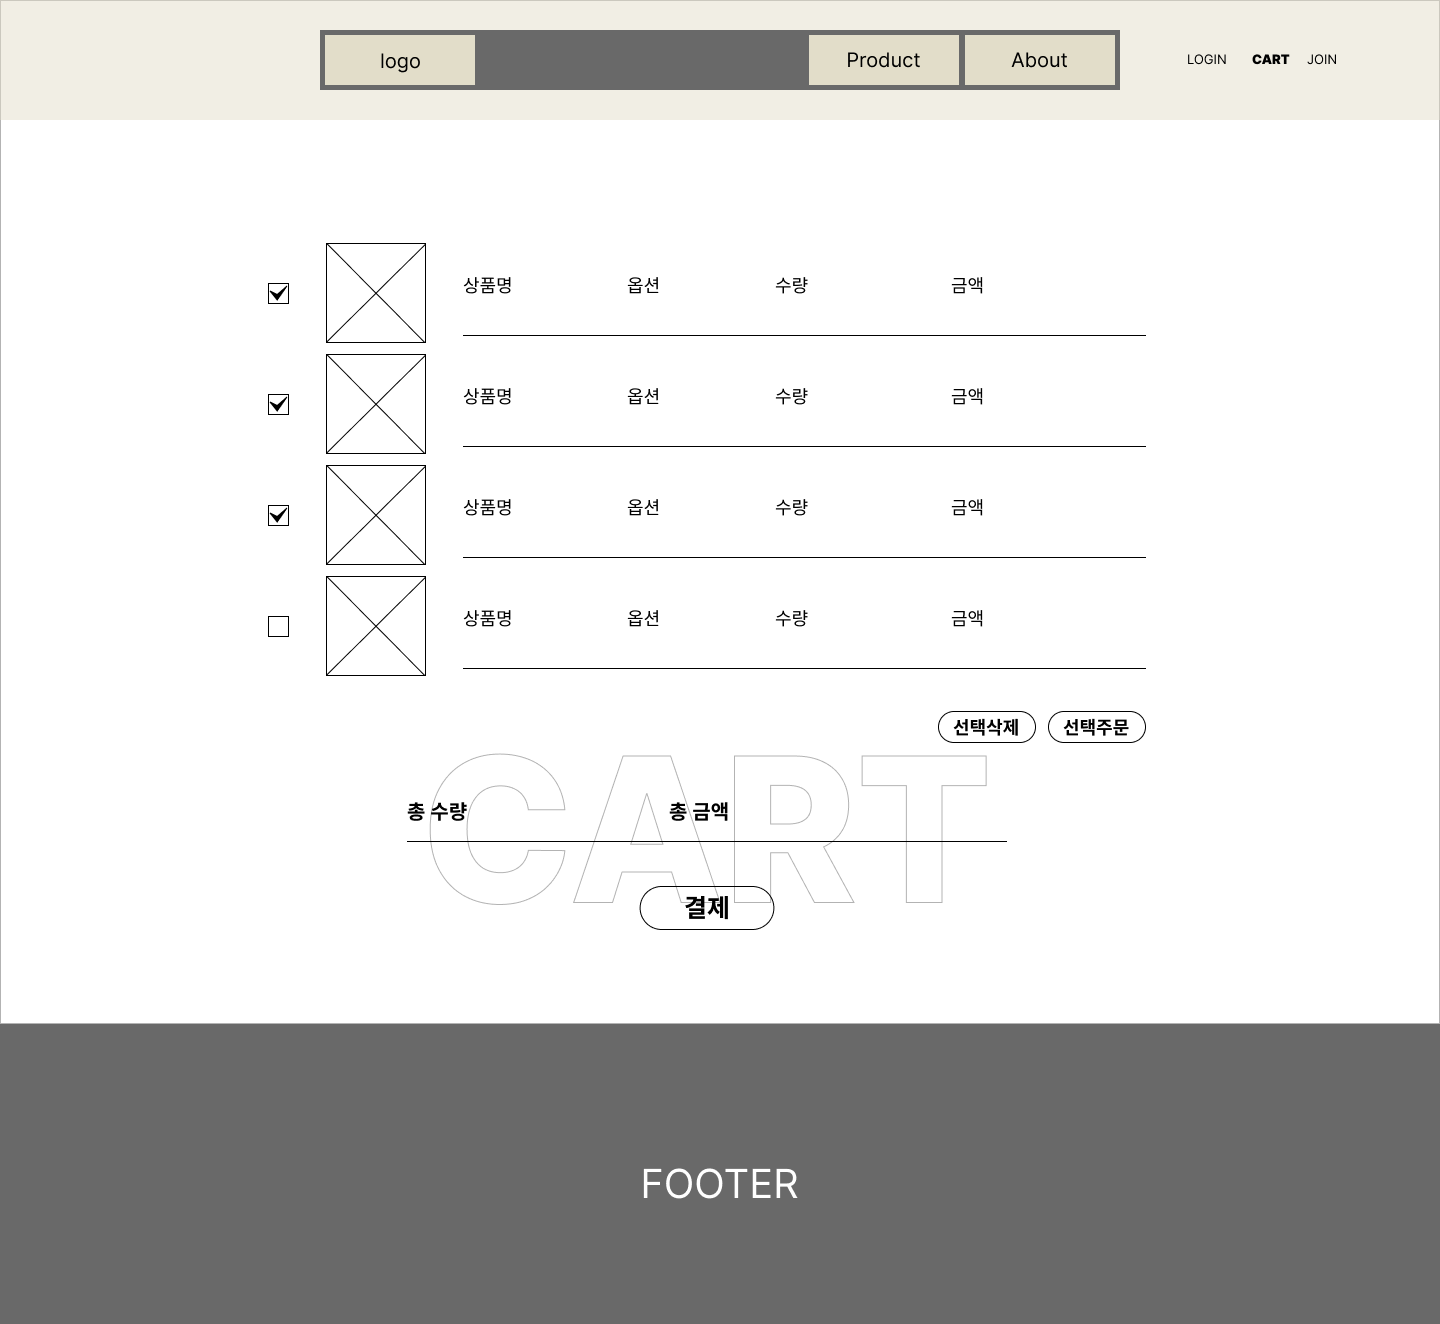 logo
Product
About
LOGIN
CART
JOIN
상품명 옵션 수량 금액
상품명 옵션 수량 금액
상품명 옵션 수량 금액
상품명 옵션 수량 금액
선택삭제
선택주문
CART
총 수량
총 금액
결제
FOOTER